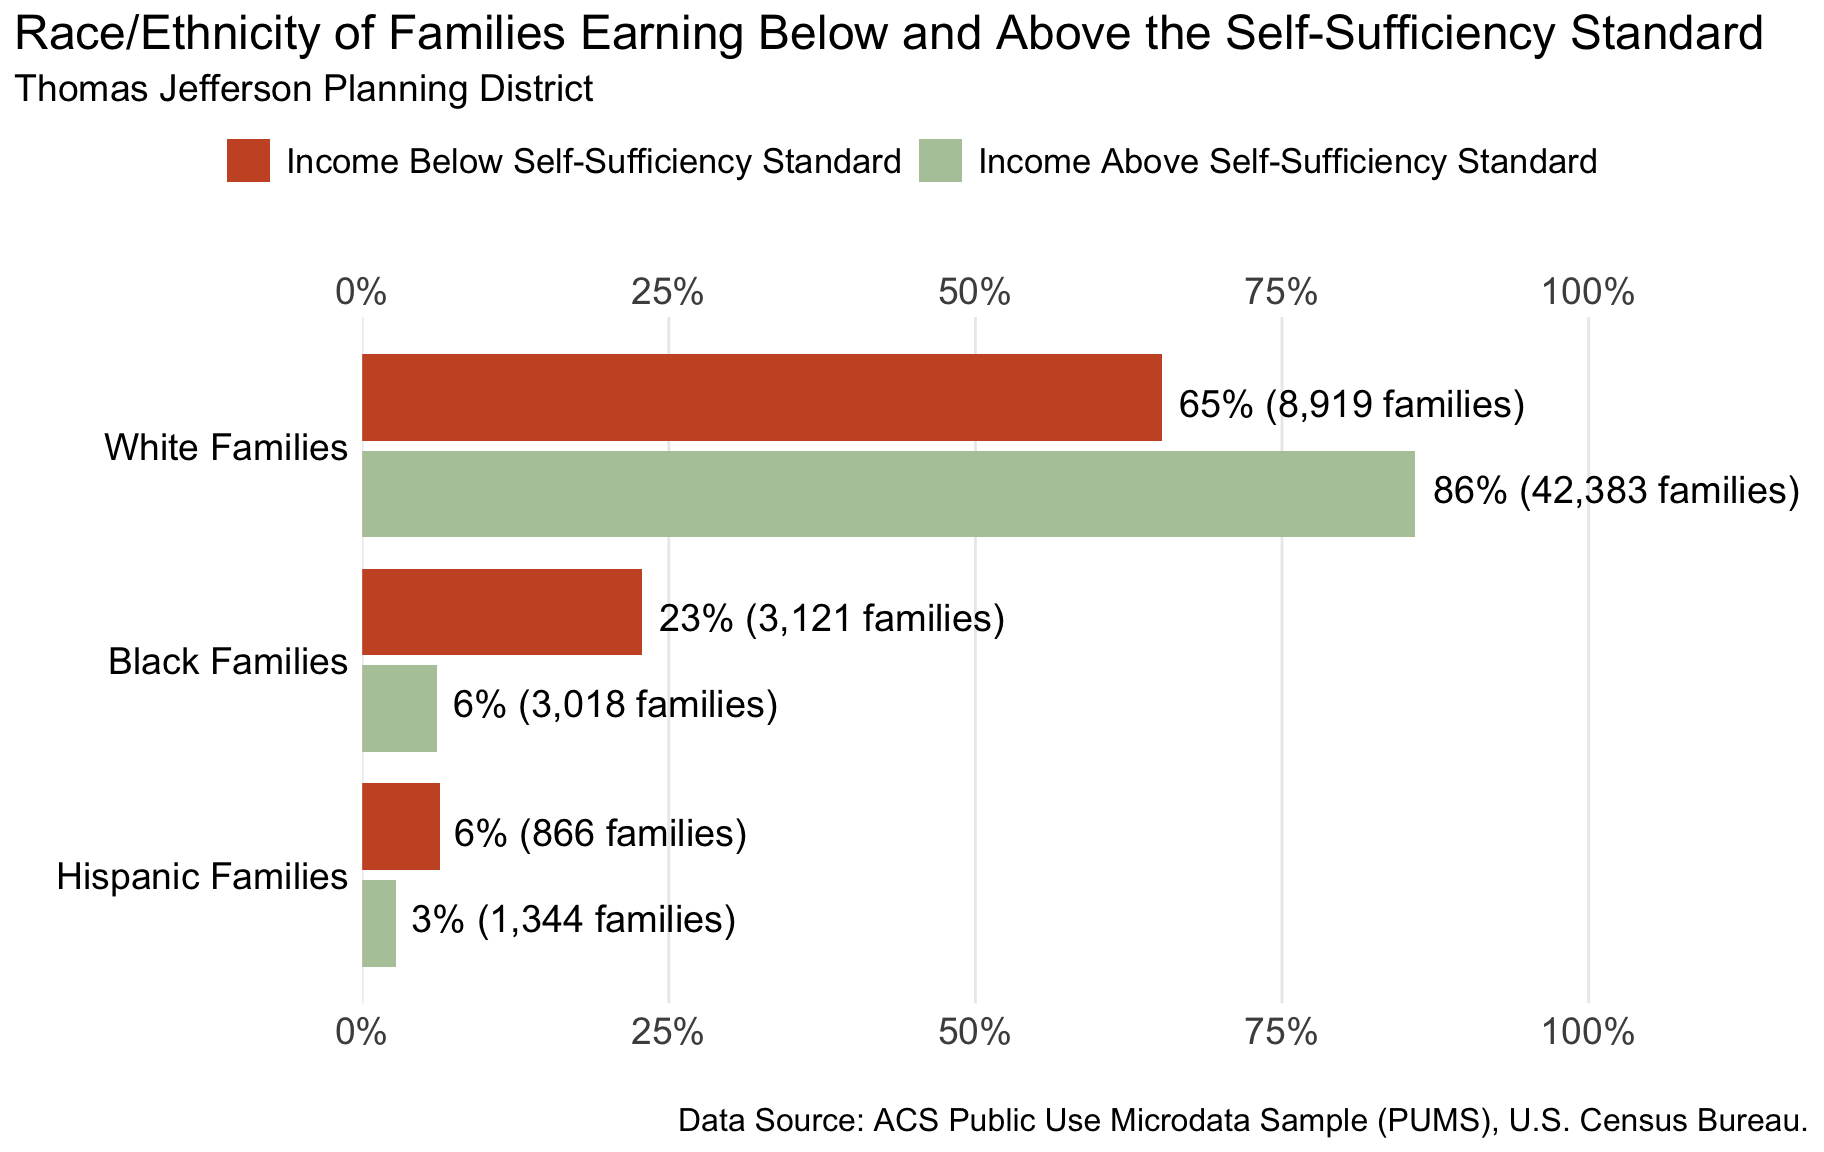 Race/Ethnicity of Families Earning Below and Above the Self-Sufficiency Standard
Thomas Jefferson Planning District
Income Below Self-Sufficiency Standard Income Above Self-Sufficiency Standard
0% 25% 50% 75% 100%
White Families
65% (8,919 families)
86% (42,383 families)
Black Families
23% (3,121 families)
6% (3,018 families)
Hispanic Families
6% (866 families)
3% (1,344 families)
0% 25% 50% 75% 100%
Data Source: ACS Public Use Microdata Sample (PUMS), U.S. Census Bureau.